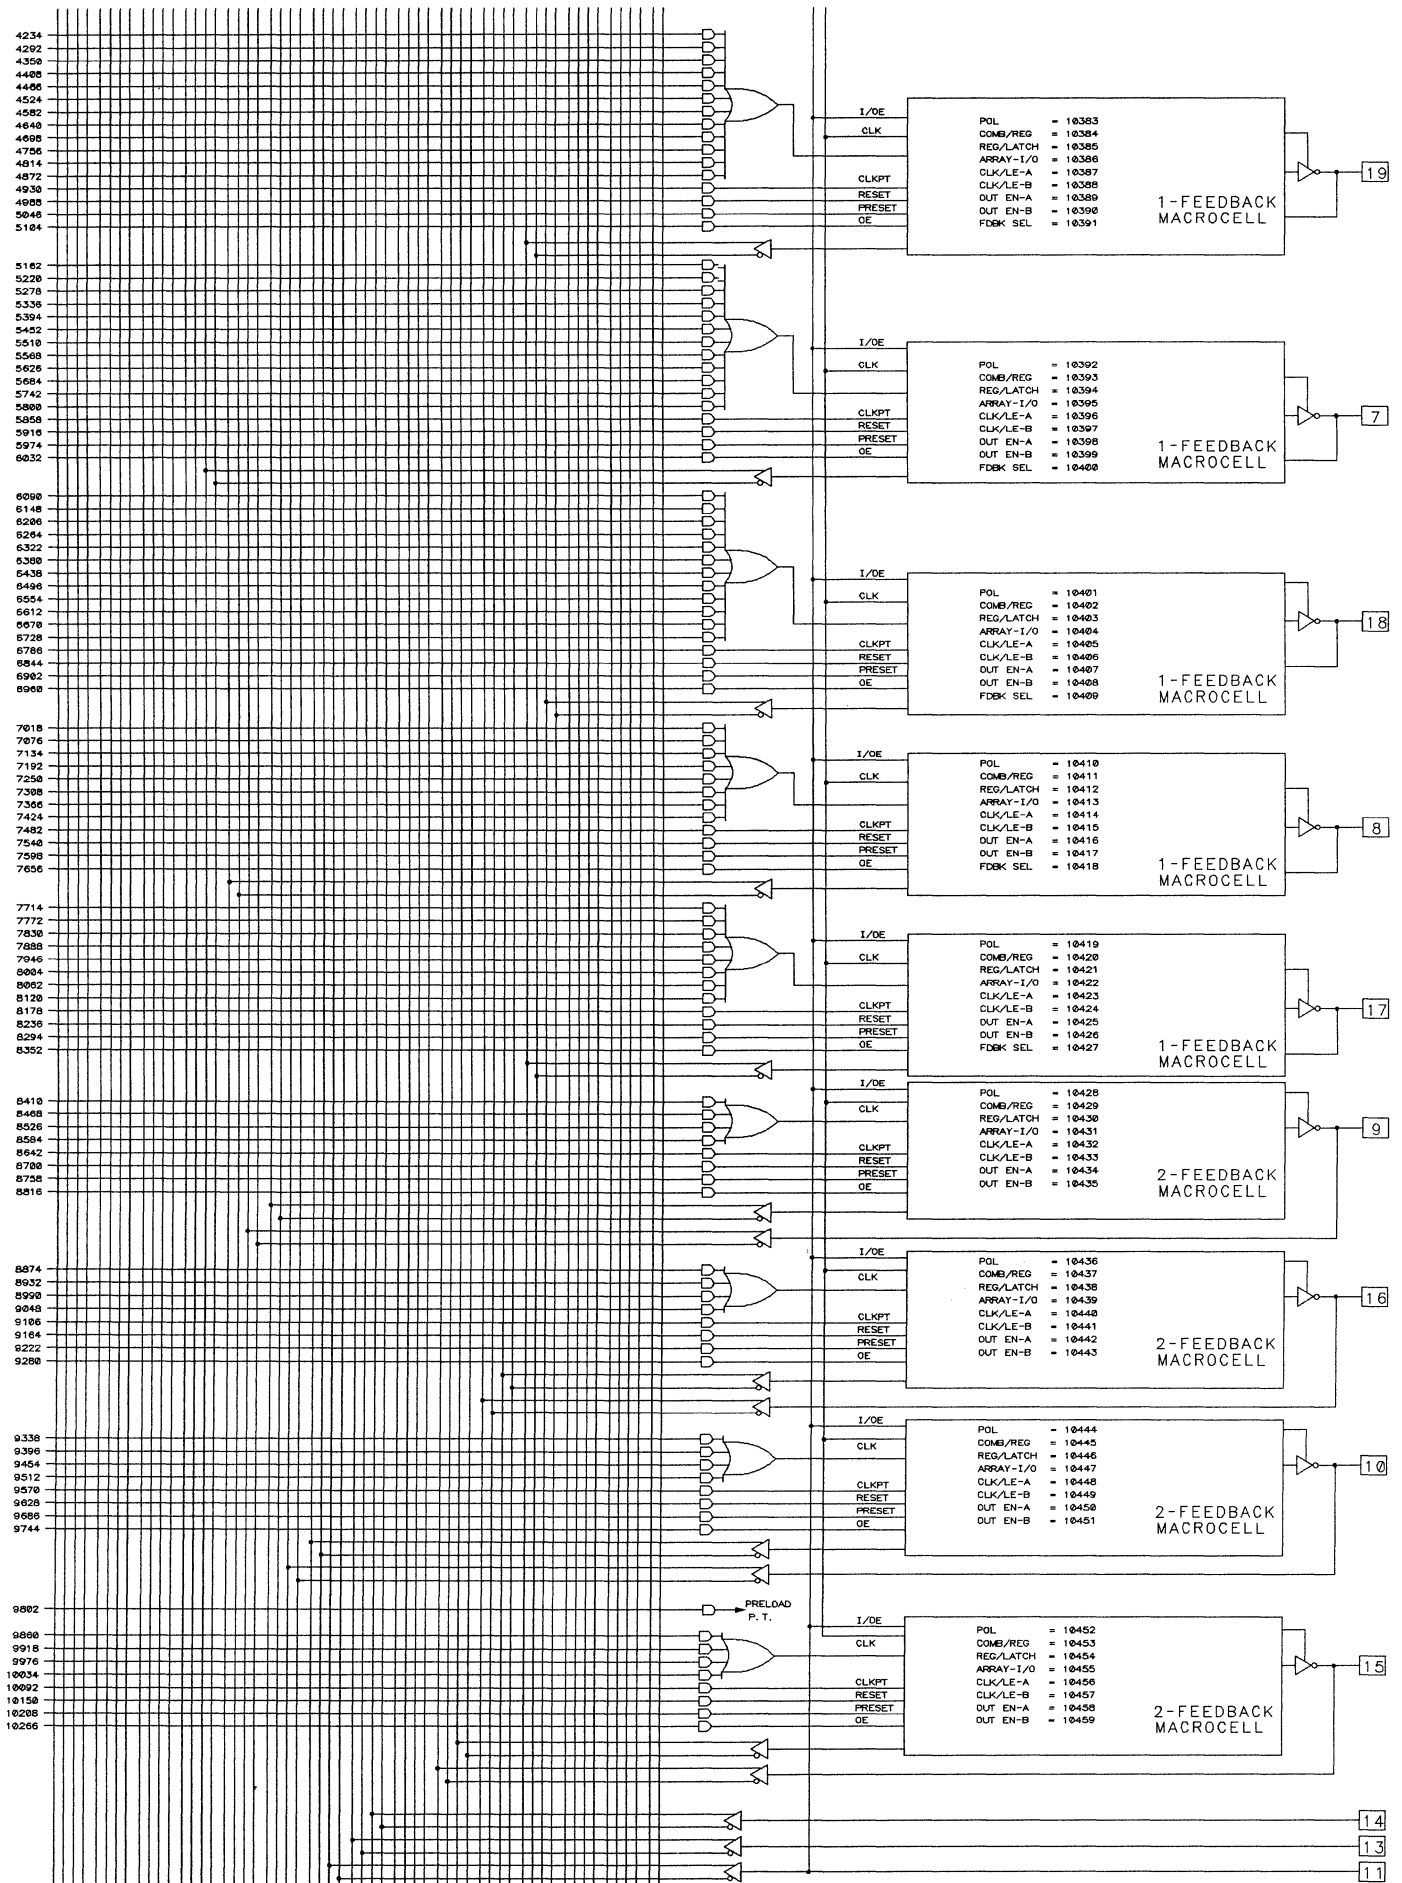 4234
4292
4350
4408
4466
4524
4582
4640
4698
4756
4814
4872
4930
4988
5046
5104
I/OE
CLK
CLKPT
RESET
PRESET
OE
POL = 10383
COMB/REG = 10384
REG/LATCH = 10385
ARRAY-I/O = 10386
CLK/LE-A = 10387
CLK/LE-B = 10388
OUT EN-A = 10389
OUT EN-B = 10390
FDBK SEL = 10391
1-FEEDBACK
MACROCELL
19
5162
5220
5278
5336
5394
5452
5510
5568
5626
5684
5742
5800
5858
5916
5974
6032
I/OE
CLK
CLKPT
RESET
PRESET
OE
POL = 10392
COMB/REG = 10393
REG/LATCH = 10394
ARRAY-I/O = 10395
CLK/LE-A = 10396
CLK/LE-B = 10397
OUT EN-A = 10398
OUT EN-B = 10399
FDBK SEL = 10400
1-FEEDBACK
MACROCELL
7
6090
6148
6206
6264
6322
6380
6438
6496
6554
6612
6670
6728
6786
6844
6902
6960
I/OE
CLK
CLKPT
RESET
PRESET
OE
POL = 10401
COMB/REG = 10402
REG/LATCH = 10403
ARRAY-I/O = 10404
CLK/LE-A = 10405
CLK/LE-B = 10406
OUT EN-A = 10407
OUT EN-B = 10408
FDBK SEL = 10409
1-FEEDBACK
MACROCELL
18
7018
7076
7134
7192
7250
7308
7366
7424
7482
7540
7598
7656
I/OE
CLK
CLKPT
RESET
PRESET
OE
POL = 10410
COMB/REG = 10411
REG/LATCH = 10412
ARRAY-I/O = 10413
CLK/LE-A = 10414
CLK/LE-B = 10415
OUT EN-A = 10416
OUT EN-B = 10417
FDBK SEL = 10418
1-FEEDBACK
MACROCELL
8
7714
7772
7830
7888
7946
8004
8062
8120
8178
8236
8294
8352
I/OE
CLK
CLKPT
RESET
PRESET
OE
POL = 10419
COMB/REG = 10420
REG/LATCH = 10421
ARRAY-I/O = 10422
CLK/LE-A = 10423
CLK/LE-B = 10424
OUT EN-A = 10425
OUT EN-B = 10426
FDBK SEL = 10427
1-FEEDBACK
MACROCELL
17
8410
8468
8526
8584
8642
8700
8758
8816
I/OE
CLK
CLKPT
RESET
PRESET
OE
POL = 10428
COMB/REG = 10429
REG/LATCH = 10430
ARRAY-I/O = 10431
CLK/LE-A = 10432
CLK/LE-B = 10433
OUT EN-A = 10434
OUT EN-B = 10435
2-FEEDBACK
MACROCELL
9
8874
8932
8990
9048
9106
9164
9222
9280
I/OE
CLK
CLKPT
RESET
PRESET
OE
POL = 10436
COMB/REG = 10437
REG/LATCH = 10438
ARRAY-I/O = 10439
CLK/LE-A = 10440
CLK/LE-B = 10441
OUT EN-A = 10442
OUT EN-B = 10443
2-FEEDBACK
MACROCELL
16
9338
9396
9454
9512
9570
9628
9686
9744
I/OE
CLK
CLKPT
RESET
PRESET
OE
POL = 10444
COMB/REG = 10445
REG/LATCH = 10446
ARRAY-I/O = 10447
CLK/LE-A = 10448
CLK/LE-B = 10449
OUT EN-A = 10450
OUT EN-B = 10451
2-FEEDBACK
MACROCELL
10
9802
PRELOAD
P.T.
9860
9918
9976
10034
10092
10150
10208
10266
I/OE
CLK
CLKPT
RESET
PRESET
OE
POL = 10452
COMB/REG = 10453
REG/LATCH = 10454
ARRAY-I/O = 10455
CLK/LE-A = 10456
CLK/LE-B = 10457
OUT EN-A = 10458
OUT EN-B = 10459
2-FEEDBACK
MACROCELL
15
14
13
11